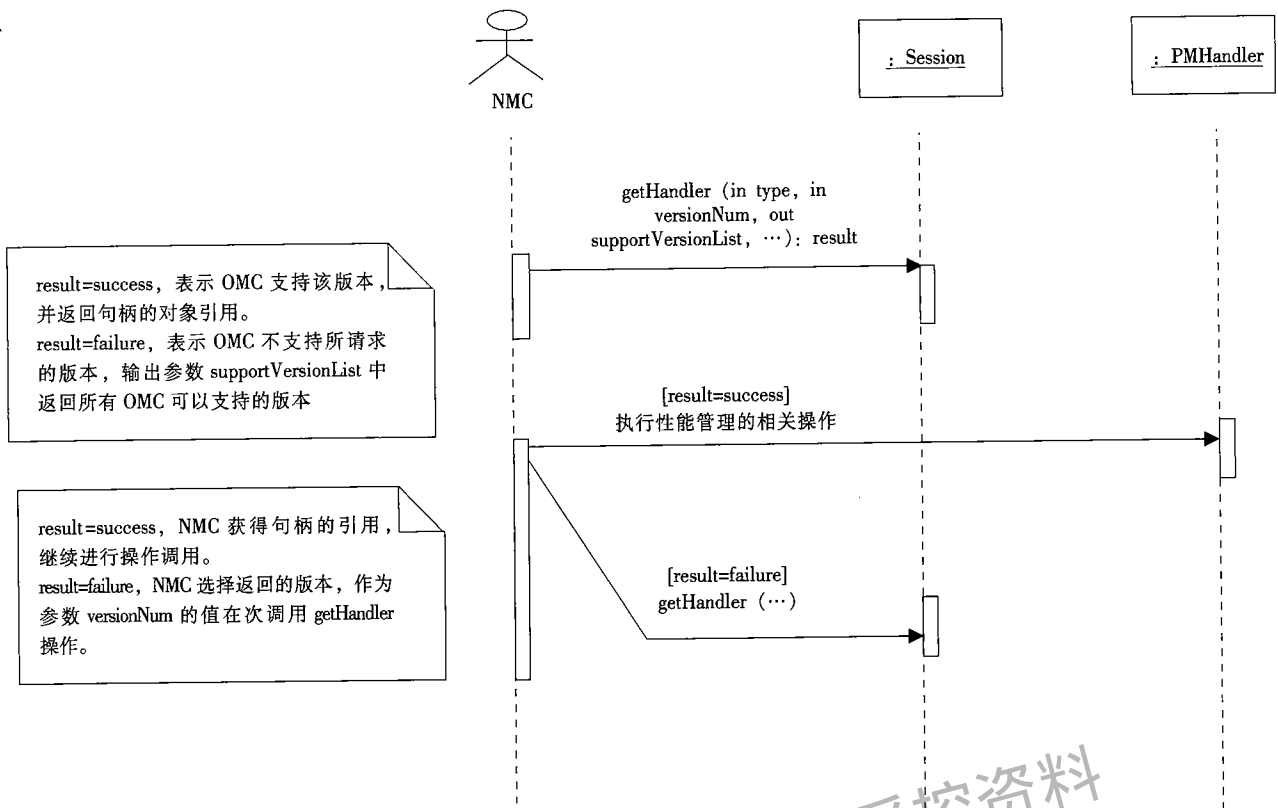 NMC
: Session
: PMHandler
getHandler (in type, in
versionNum, out
supportVersionList, …): result
result=success, 表示 OMC 支持该版本,
并返回句柄的对象引用。
result=failure, 表示 OMC 不支持所请求
的版本, 输出参数 supportVersionList 中
返回所有 OMC 可以支持的版本
[result=success]
执行性能管理的相关操作
result=success, NMC 获得句柄的引用,
继续进行操作调用。
result=failure, NMC 选择返回的版本, 作为
参数 versionNum 的值在次调用 getHandler
操作。
[result=failure]
getHandler (…)
控资料